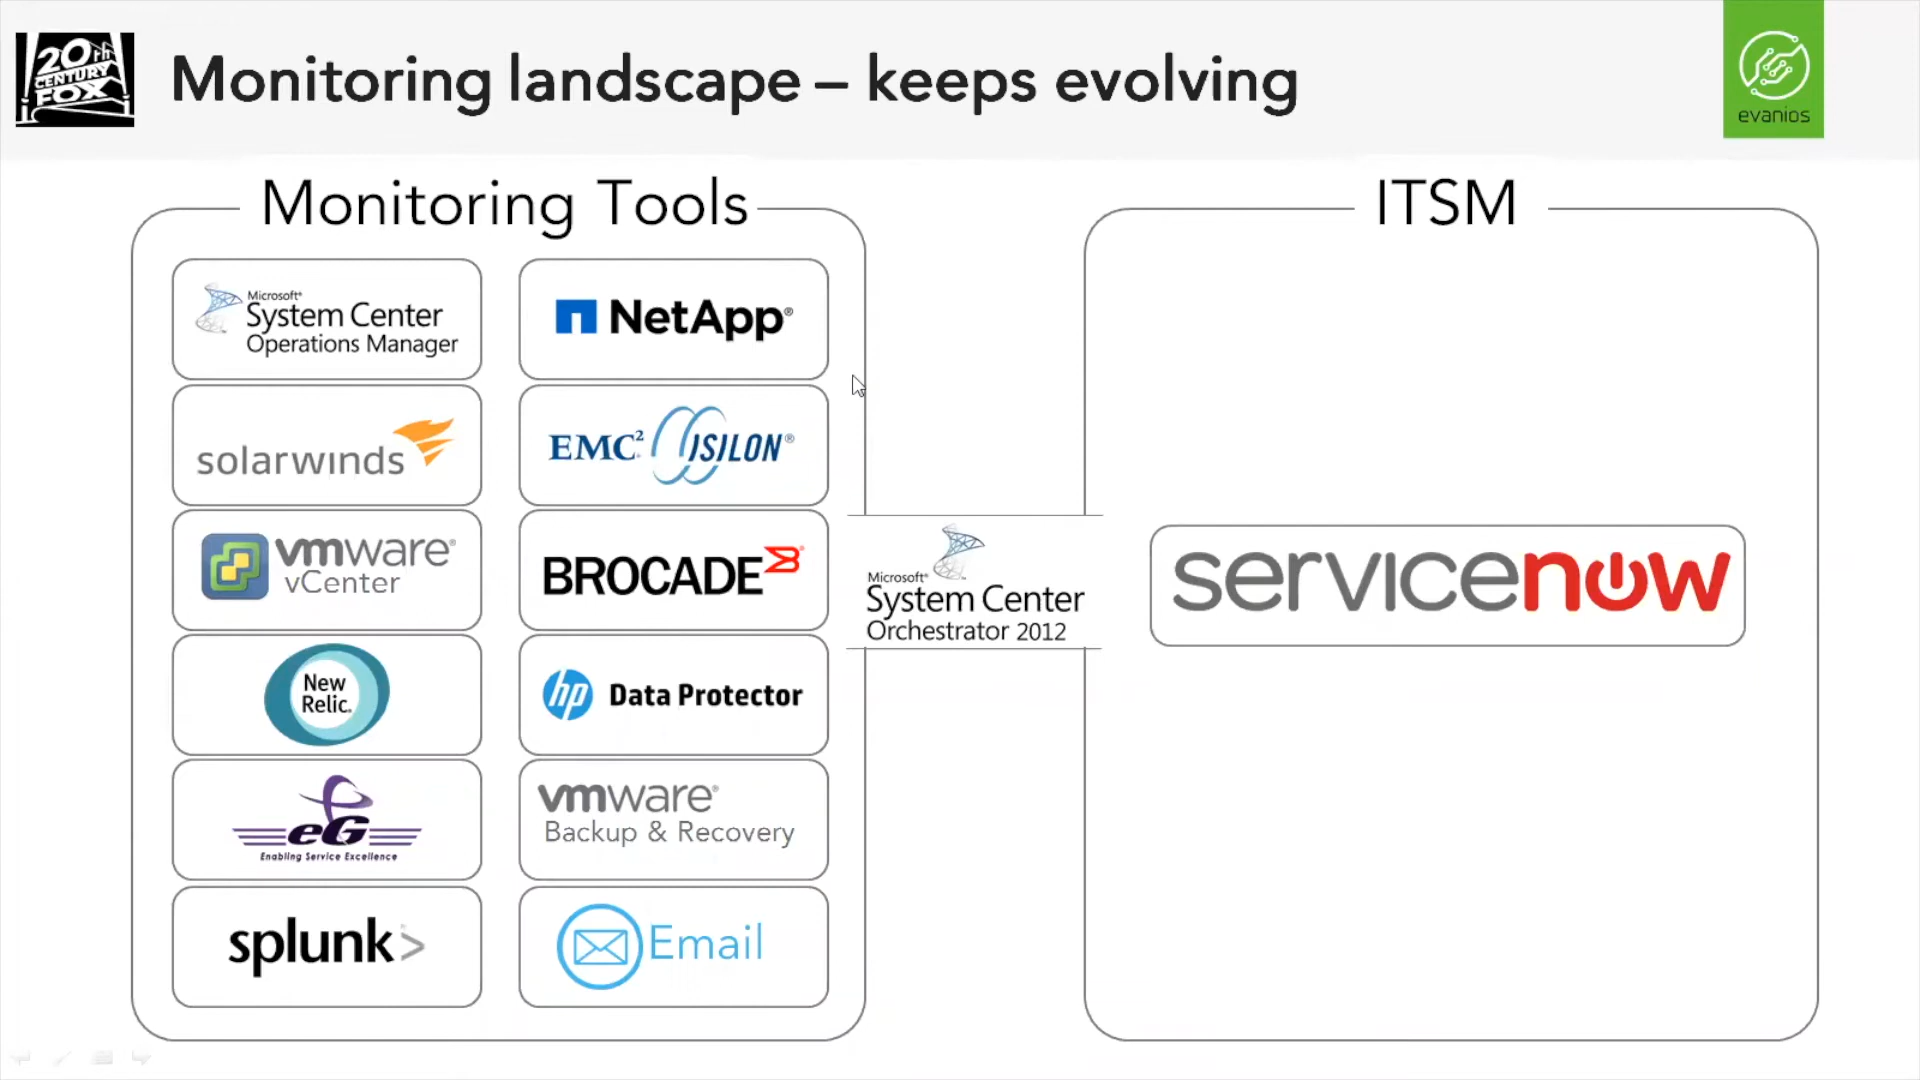 20th
CENTURY
FOX
Monitoring landscape – keeps evolving
evanios
Monitoring Tools
ITSM
Microsoft®
System Center
Operations Manager
NetApp®
solarwinds
EMC² ISILON®
vmware®
vCenter
BROCADE
Microsoft®
System Center
Orchestrator 2012
servicenow
New
Relic.
hp Data Protector
eG
Enabling Service Excellence
vmware®
Backup & Recovery
splunk>
Email